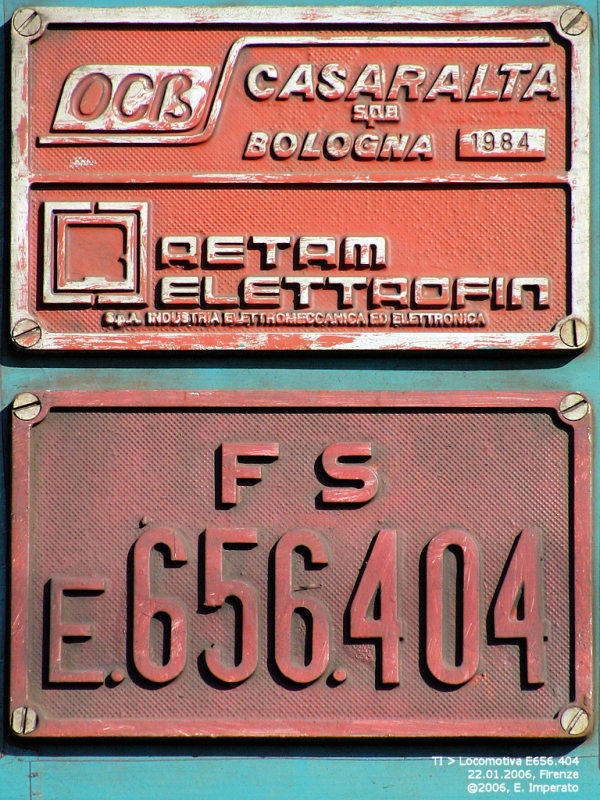 OCB CASARALTA
S.P.A
BOLOGNA 1984
RETAM
ELETTROFIN
S.p.A. INDUSTRIA ELETTROMECCANICA ED ELETTRONICA
FS
E.656.404
TI > Locomotiva E656.404
22.01.2006, Firenze
©2006, E. Imperato